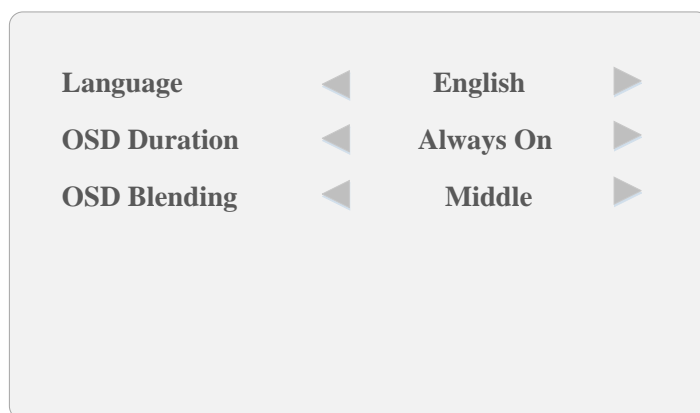 Language English
OSD Duration Always On
OSD Blending Middle